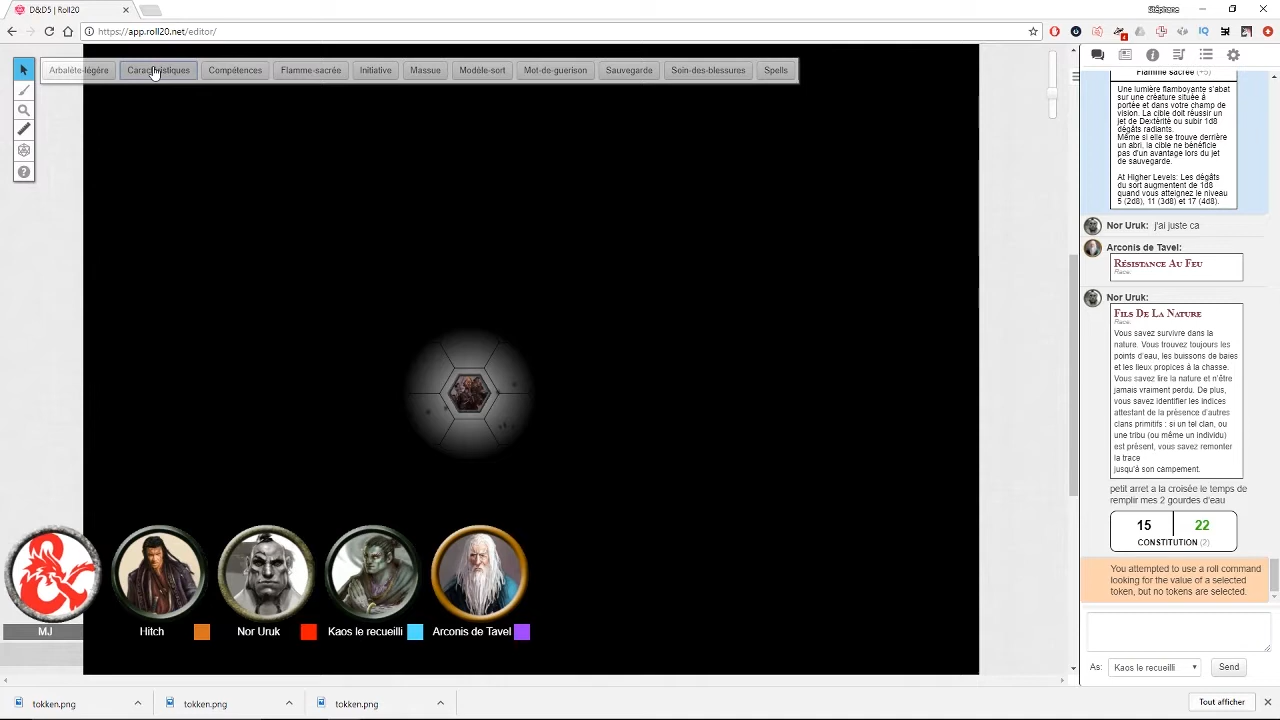 D&D5 | Roll20
Stéphane
https://app.roll20.net/editor/
Arbalète-légère
Caractéristiques
Compétences
Flamme-sacrée
Initiative
Massue
Modèle-sort
Mot-de-guerison
Sauvegarde
Soin-des-blessures
Spells
Flamme sacrée (+5)
Une lumière flamboyante s'abat
sur une créature située à
portée et dans votre champ de
vision. La cible doit réussir un
jet de Dextérité ou subir 1d8
dégâts radiants.
Même si elle se trouve derrière
un abri, la cible ne bénéficie
pas d'un avantage lors du jet
de sauvegarde.
At Higher Levels: Les dégâts
du sort augmentent de 1d8
quand vous atteignez le niveau
5 (2d8), 11 (3d8) et 17 (4d8).
Nor Uruk: j'ai juste ca
Arconis de Tavel:
Résistance Au Feu
Race.
Nor Uruk:
Fils De La Nature
Race.
Vous savez survivre dans la
nature. Vous trouvez toujours les
points d'eau, les buissons de baies
et les lieux propices à la chasse.
Vous savez lire la nature et n'être
jamais vraiment perdu. De plus,
vous savez identifier les indices
attestant de la présence d'autres
clans primitifs : si un tel clan, ou
une tribu (ou même un individu)
est présent, vous savez remonter
la trace
jusqu'à son campement.
petit arret a la croisée le temps de
remplir mes 2 gourdes d'eau
15 22
CONSTITUTION (2)
You attempted to use a roll command
looking for the value of a selected
token, but no tokens are selected.
As: Kaos le recueilli Send
MJ
Hitch
Nor Uruk
Kaos le recueilli
Arconis de Tavel
tokken.png
tokken.png
tokken.png
Tout afficher